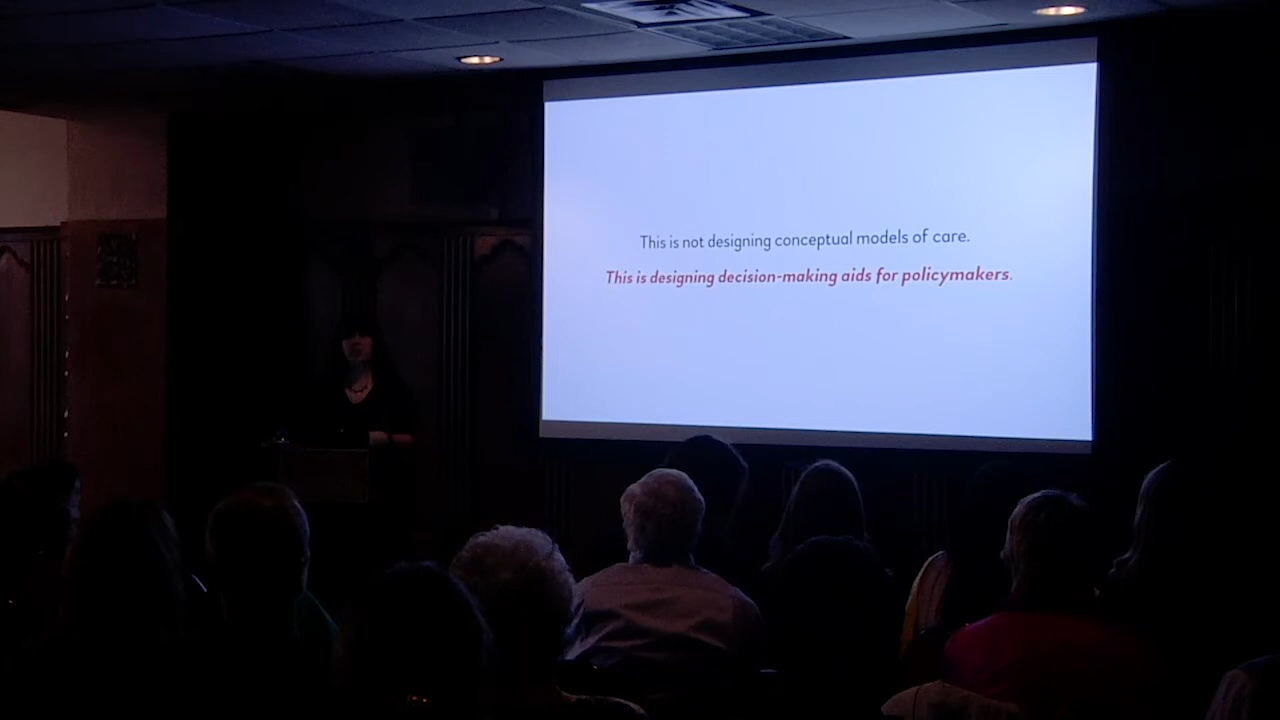 This is not designing conceptual models of care.
This is designing decision-making aids for policymakers.